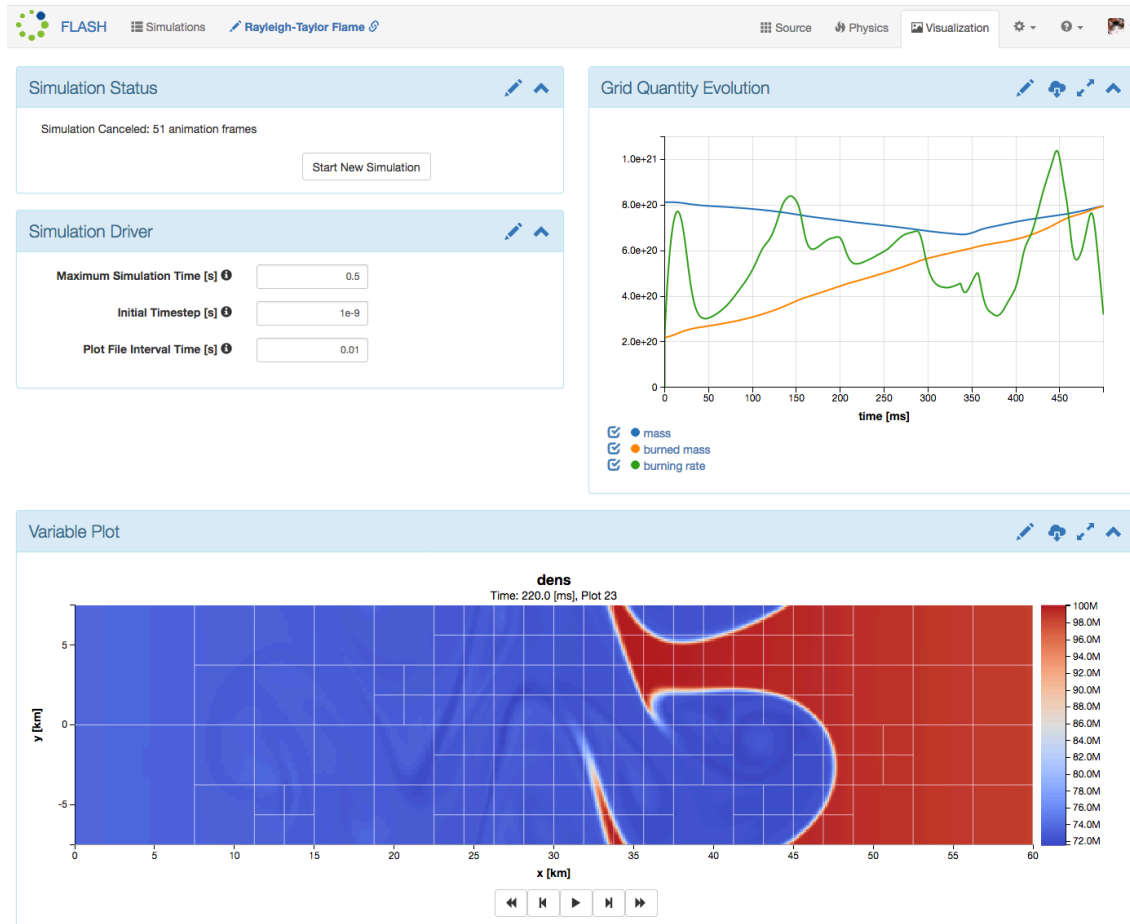 FLASH Simulations Rayleigh-Taylor Flame Source Physics Visualization
Simulation Status
Simulation Canceled: 51 animation frames
Start New Simulation
Simulation Driver
Maximum Simulation Time [s] 0.5
Initial Timestep [s] 1e-9
Plot File Interval Time [s] 0.01
Grid Quantity Evolution
1.0e+21
8.0e+20
6.0e+20
4.0e+20
2.0e+20
0
0 50 100 150 200 250 300 350 400 450
time [ms]
mass
burned mass
burning rate
Variable Plot
dens
Time: 220.0 [ms], Plot 23
5
0
-5
y [km]
0 5 10 15 20 25 30 35 40 45 50 55 60
x [km]
100M
98.0M
96.0M
94.0M
92.0M
90.0M
88.0M
86.0M
84.0M
82.0M
80.0M
78.0M
76.0M
74.0M
72.0M